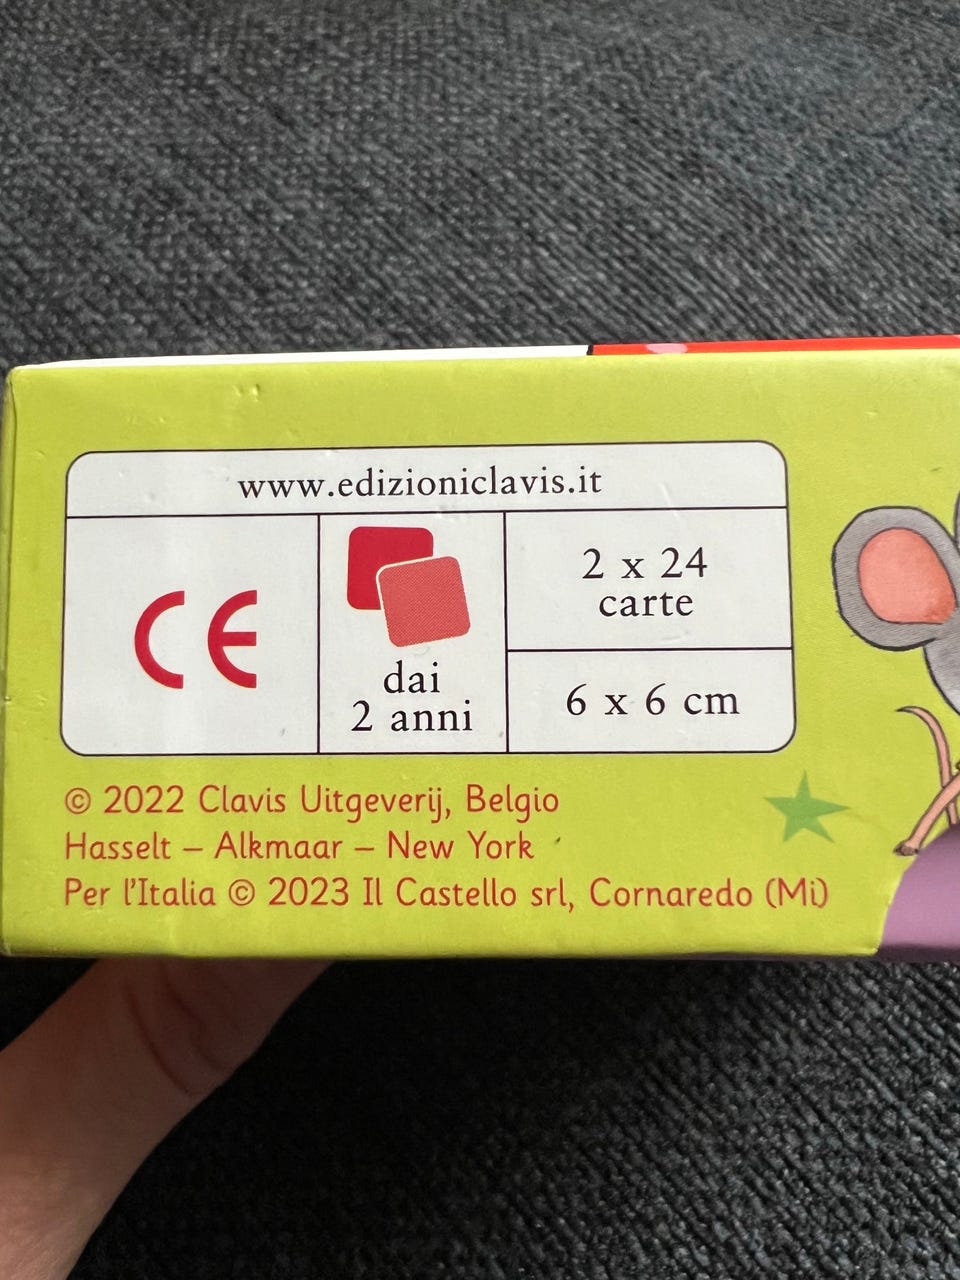 www.edizioniclavis.it
CE
dai
2 anni
2 x 24
carte
6 x 6 cm
© 2022 Clavis Uitgeverij, Belgio
Hasselt – Alkmaar – New York
Per l'Italia © 2023 Il Castello srl, Cornaredo (Mi)